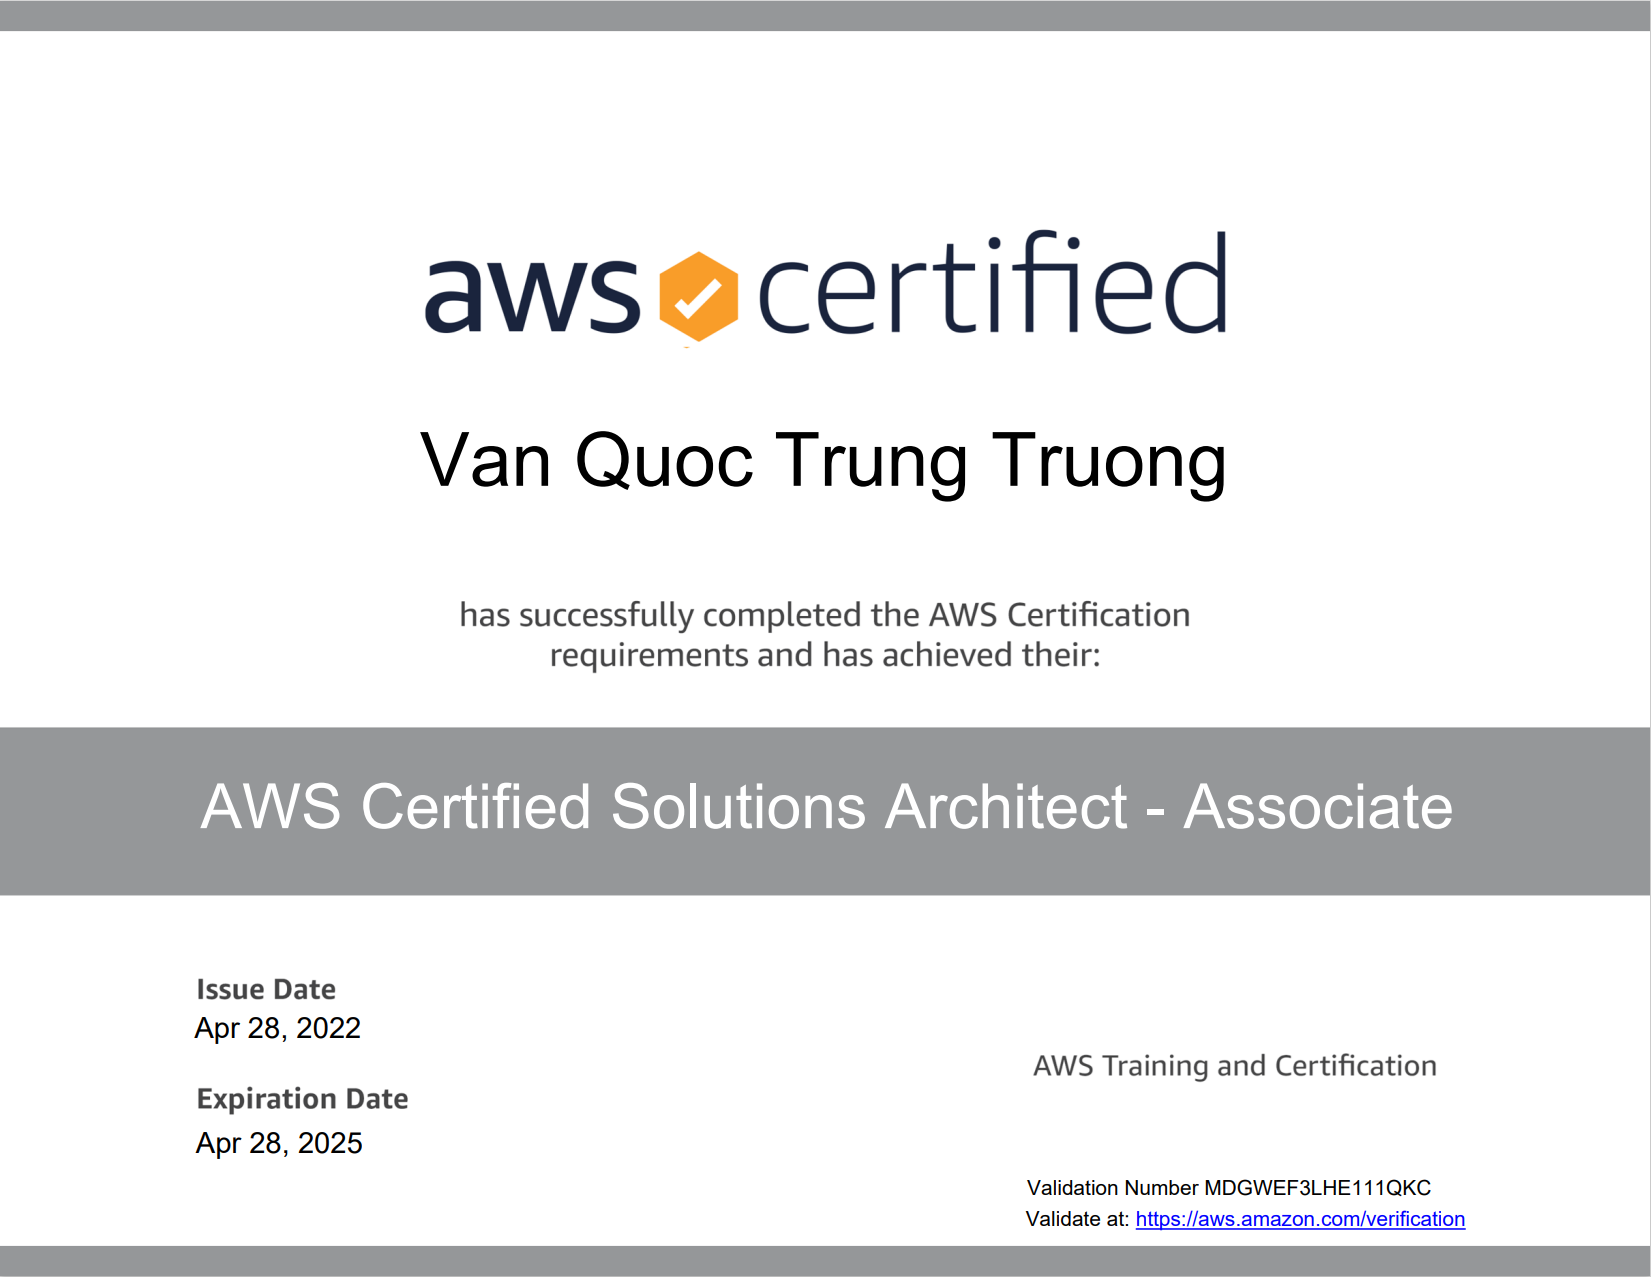 aws certified
Van Quoc Trung Truong
has successfully completed the AWS Certification
requirements and has achieved their:
AWS Certified Solutions Architect - Associate
Issue Date
Apr 28, 2022
Expiration Date
Apr 28, 2025
AWS Training and Certification
Validation Number MDGWEF3LHE111QKC
Validate at: https://aws.amazon.com/verification